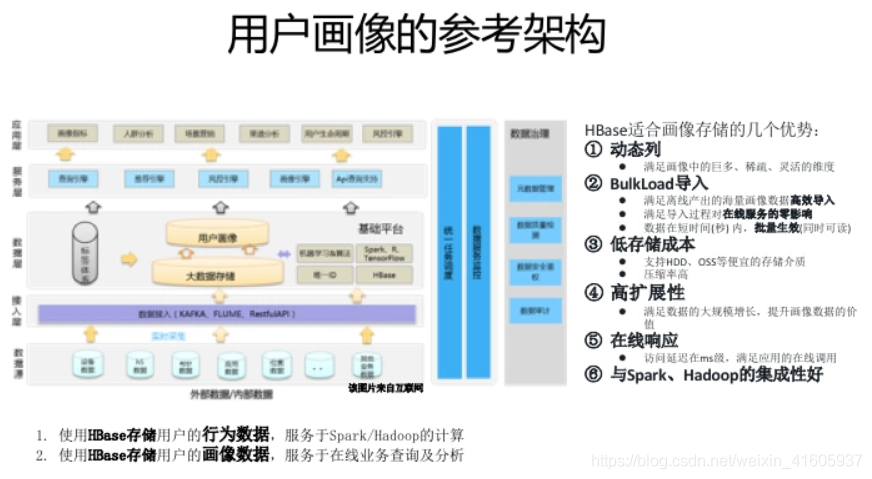 用户画像的参考架构
应用层
画像指标
人群分析
场景营销
渠道分析
用户生命周期
风控引擎
服务层
查询引擎
推荐引擎
风控引擎
画像引擎
Api查询支持
数据层
标签体系
用户画像
大数据存储
基础平台
机器学习&算法
Spark、R、
TensorFlow
统一ID
HBase
接入层
数据接入（KAFKA、FLUME、RestfulAPI）
实时采集
数据源
设备
数据
NS
数据
数据
应用
数据
位置
数据
. .
其他
业务
数据
外部数据/内部数据
该图片来自互联网
统一任务调度
数据服务监控
数据治理
元数据管理
数据质量检
测
数据安全鉴
权
数据审计
HBase适合画像存储的几个优势：
① 动态列
● 满足画像中的巨多、稀疏、灵活的维度
② BulkLoad导入
● 满足离线产出的海量画像数据高效导入
● 满足导入过程对在线服务的零影响
● 数据在短时间(秒) 内，批量生效(同时可读)
③ 低存储成本
● 支持HDD、OSS等便宜的存储介质
● 压缩率高
④ 高扩展性
● 满足数据的大规模增长，提升画像数据的价
值
⑤ 在线响应
● 访问延迟在ms级，满足应用的在线调用
⑥ 与Spark、Hadoop的集成性好
1. 使用HBase存储用户的行为数据，服务于Spark/Hadoop的计算
2. 使用HBase存储用户的画像数据，服务于在线业务查询及分析
https://blog.csdn.net/weixin_41605937